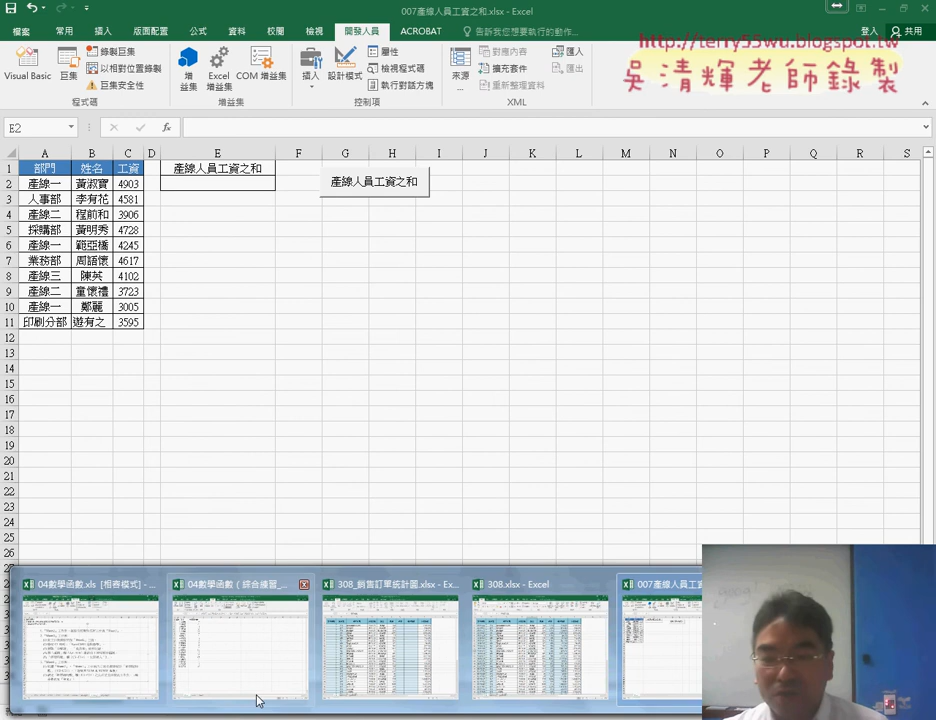 007產線人員工資之和.xlsx - Excel
檔案 常用 插入 版面配置 公式 資料 校閱 檢視 開發人員 ACROBAT 告訴我您想要執行的動作... 登入 共用
http://terry55wu.blogspot.tw
吳清輝老師錄製
Visual Basic 巨集 錄製巨集 以相對位置錄製 巨集安全性 增益集 Excel 增益集 COM 增益集 插入 設計模式 屬性 檢視程式碼 執行對話方塊 來源 對應內容 擴充套件 重新整理資料 匯入 匯出
程式碼 增益集 控制項 XML
E2 fx
A B C D E F G H I J K L M N O P Q R S
1 部門 姓名 工資 產線人員工資之和
產線人員工資之和
2 產線一 黃淑寶 4903
3 人事部 李有花 4581
4 產線二 程前和 3906
5 採購部 黃明秀 4728
6 產線一 範亞橋 4245
7 業務部 周語懷 4617
8 產線三 陳英 4102
9 產線二 童懷禮 3723
10 產線一 鄭麗 3005
11 印刷分部 遊有之 3595
12
13
14
15
16
17
18
19
20
21
22
23
24
25
26
27
04數學函數.xls [相容模式] - ... 04數學函數（綜合練習_... 308_銷售訂單統計圖.xlsx - Ex... 308.xlsx - Excel 007產線人員工資